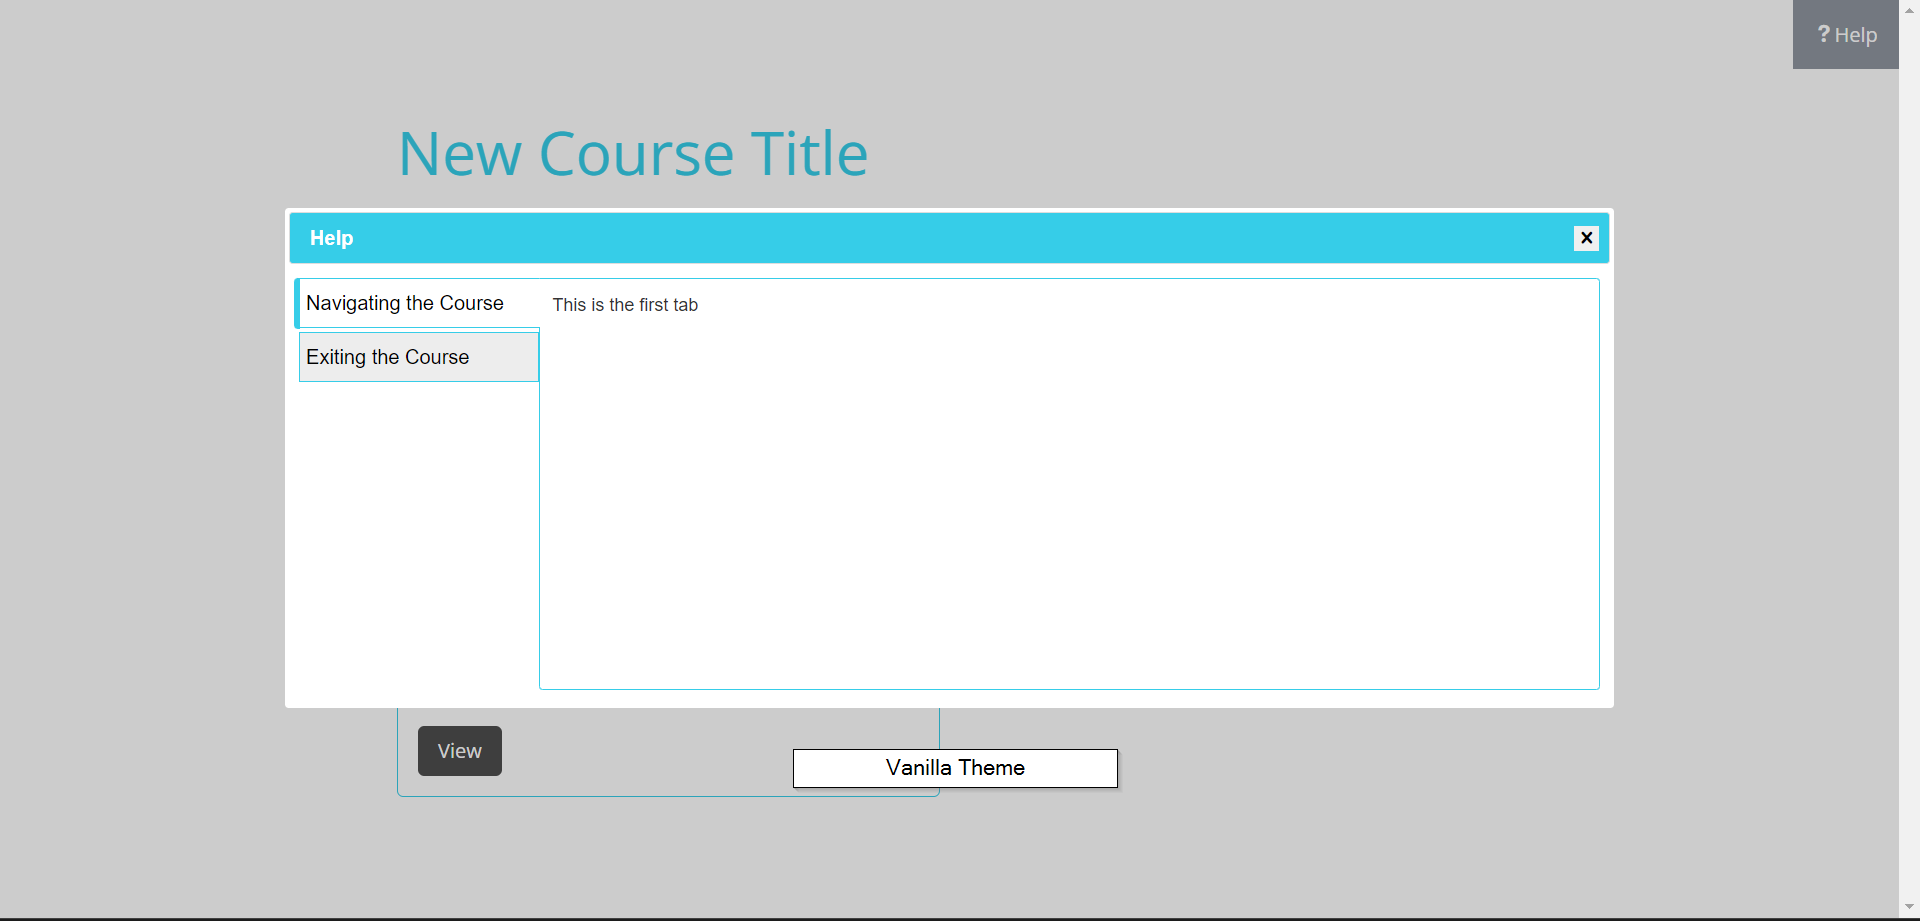 ? Help
New Course Title
Help
Navigating the Course
This is the first tab
Exiting the Course
View
Vanilla Theme